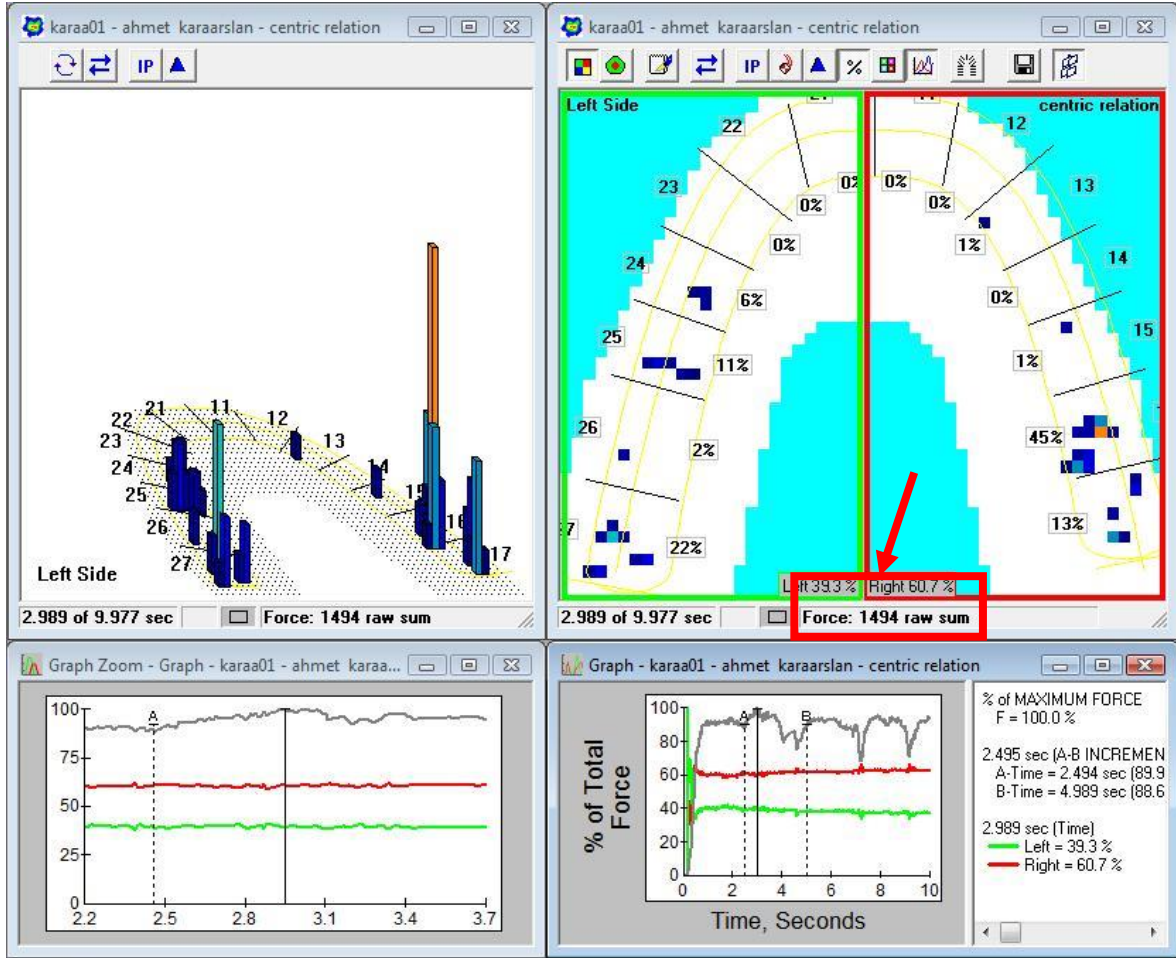 karaa01 - ahmet karaarslan - centric relation
IP
21
11
22
12
23
13
24
14
25
15
26
16
27
17
Left Side
2.989 of 9.977 sec
Force: 1494 raw sum
karaa01 - ahmet karaarslan - centric relation
IP
%
Left Side
centric relation
22
12
23
13
0%
0%
0%
0%
0%
1%
24
14
6%
0%
25
15
11%
1%
26
2%
45%
22%
13%
Left 39.3 %
Right 60.7 %
2.989 of 9.977 sec
Force: 1494 raw sum
Graph Zoom - Graph - karaa01 - ahmet karaa...
100
75
50
25
0
A
2.2
2.5
3.1
3.4
3.7
Graph - karaa01 - ahmet karaarslan - centric relation
% of Total
Force
100
80
60
40
20
0
A
B
0
2
4
6
8
10
Time, Seconds
% of MAXIMUM FORCE
F = 100.0 %
2.495 sec (A-B INCREMEN
A-Time = 2.494 sec (89.9
B-Time = 4.989 sec (88.6
2.989 sec (Time)
Left = 39.3 %
Right = 60.7 %